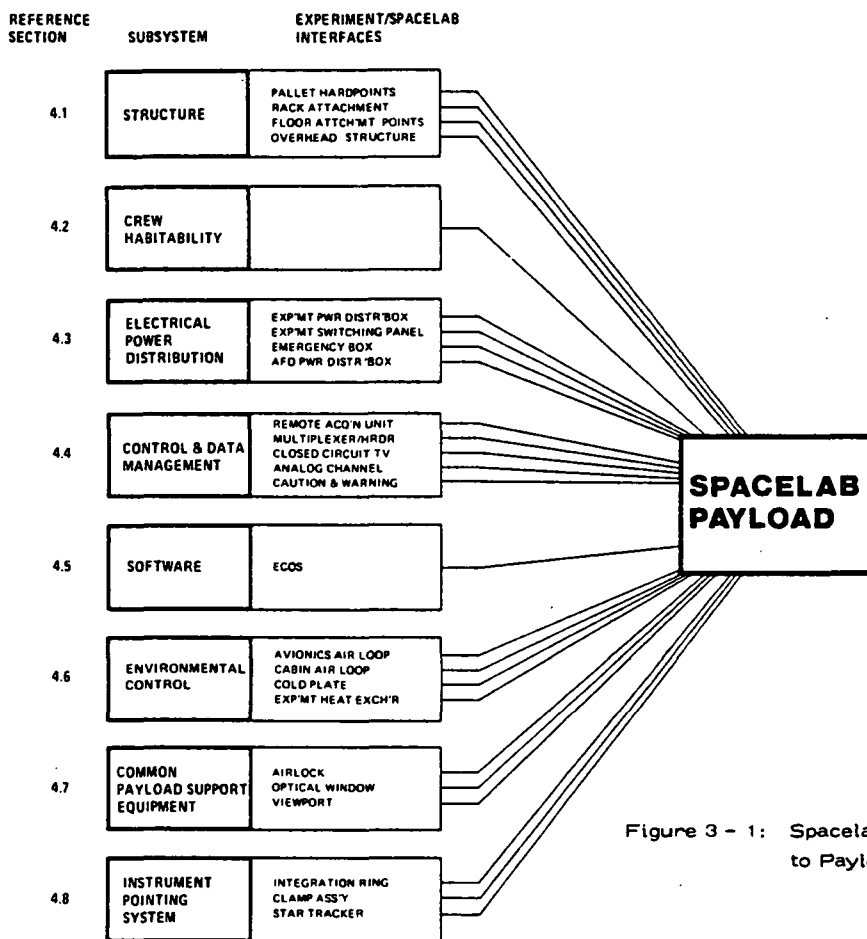 REFERENCE SECTION
SUBSYSTEM
EXPERIMENT/SPACELAB INTERFACES
4.1
STRUCTURE
PALLET HARDPOINTS
RACK ATTACHMENT
FLOOR ATTCH'MT POINTS
OVERHEAD STRUCTURE
4.2
CREW
HABITABILITY
4.3
ELECTRICAL
POWER
DISTRIBUTION
EXP'MT PWR DISTR'BOX
EXP'MT SWITCHING PANEL
EMERGENCY BOX
AFD PWR DISTR'BOX
4.4
CONTROL & DATA
MANAGEMENT
REMOTE ACQ'N UNIT
MULTIPLEXER/HRDR
CLOSED CIRCUIT TV
ANALOG CHANNEL
CAUTION & WARNING
4.5
SOFTWARE
ECOS
4.6
ENVIRONMENTAL
CONTROL
AVIONICS AIR LOOP
CABIN AIR LOOP
COLD PLATE
EXP'MT HEAT EXCH'R
4.7
COMMON
PAYLOAD SUPPORT
EQUIPMENT
AIRLOCK
OPTICAL WINDOW
VIEWPORT
4.8
INSTRUMENT
POINTING
SYSTEM
INTEGRATION RING
CLAMP ASS'Y
STAR TRACKER
SPACELAB
PAYLOAD
Figure 3 - 1: Spacela
to Paylo